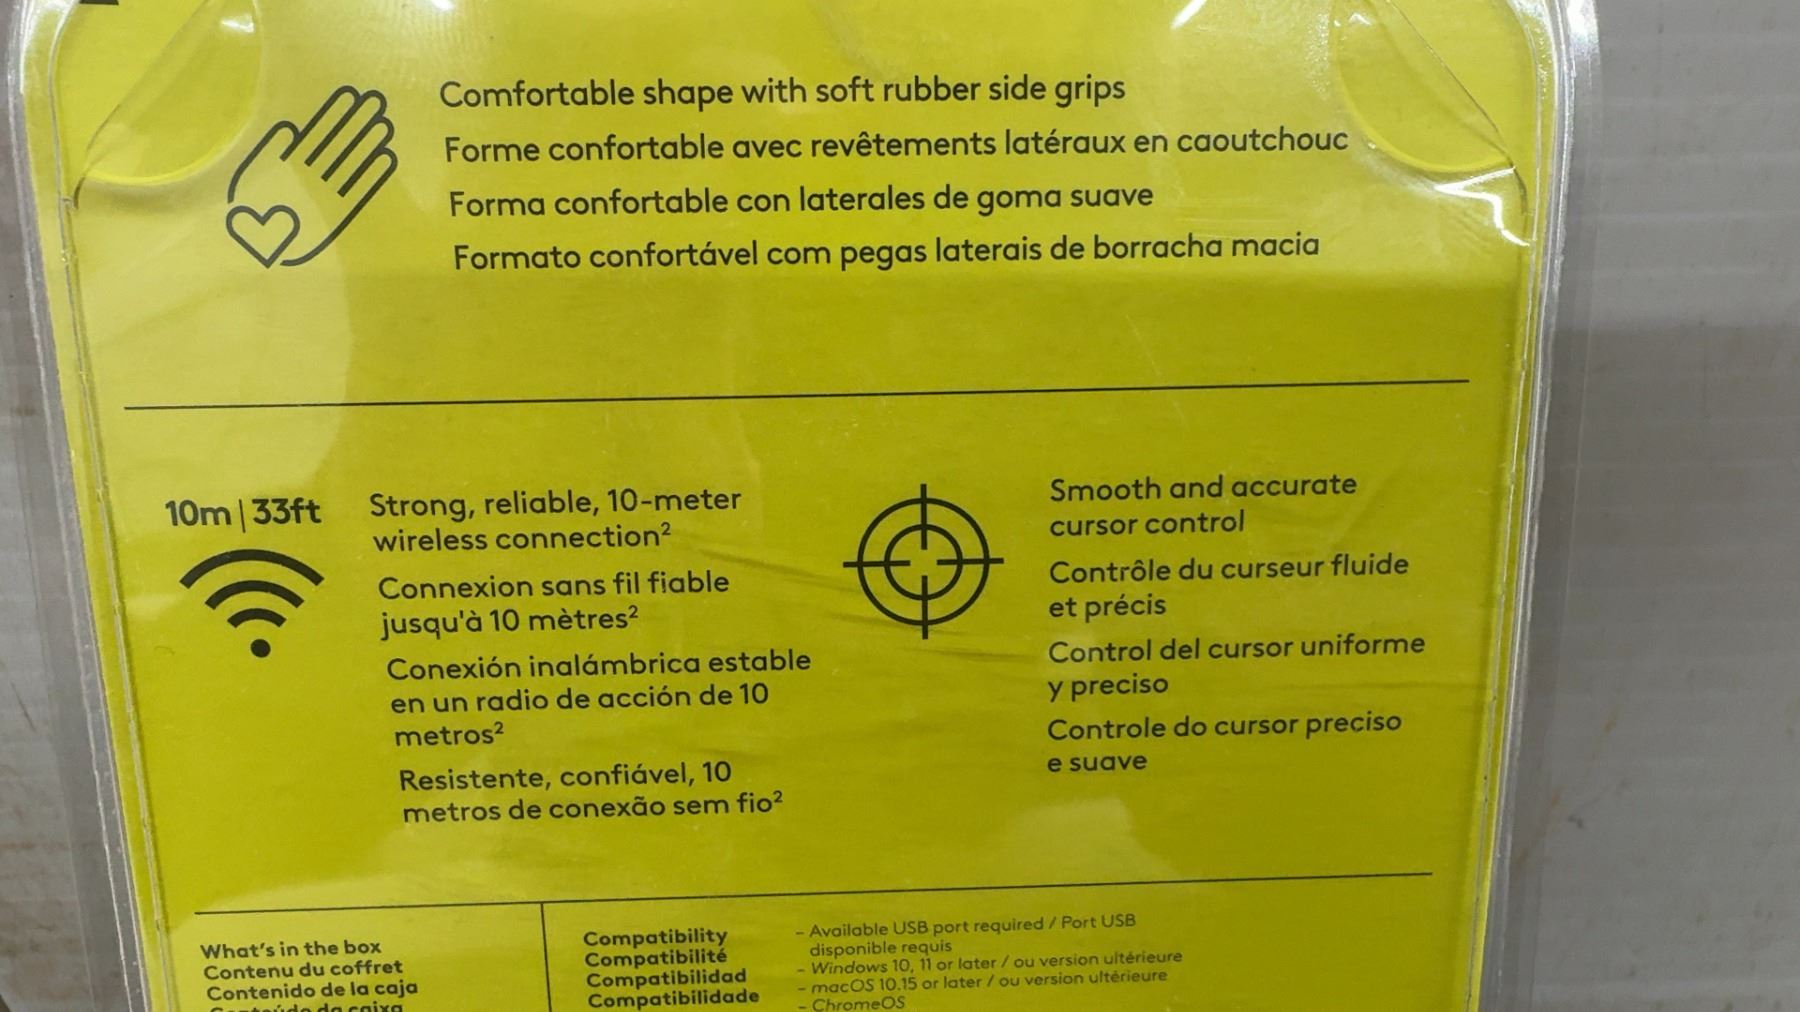 Comfortable shape with soft rubber side grips
Forme confortable avec revêtements latéraux en caoutchouc
Forma confortable con laterales de goma suave
Formato confortável com pegas laterais de borracha macia
10m | 33ft
Strong, reliable, 10-meter
wireless connection²
Connexion sans fil fiable
jusqu'à 10 mètres²
Conexión inalámbrica estable
en un radio de acción de 10
metros²
Resistente, confiável, 10
metros de conexão sem fio²
Smooth and accurate
cursor control
Contrôle du curseur fluide
et précis
Control del cursor uniforme
y preciso
Controle do cursor preciso
e suave
What's in the box
Contenu du coffret
Contenido de la caja
Conteúdo da caixa
Compatibility
Compatibilité
Compatibilidad
Compatibilidade
- Available USB port required / Port USB
disponible requis
- Windows 10, 11 or later / ou version ultérieure
- macOS 10.15 or later / ou version ultérieure
- ChromeOS